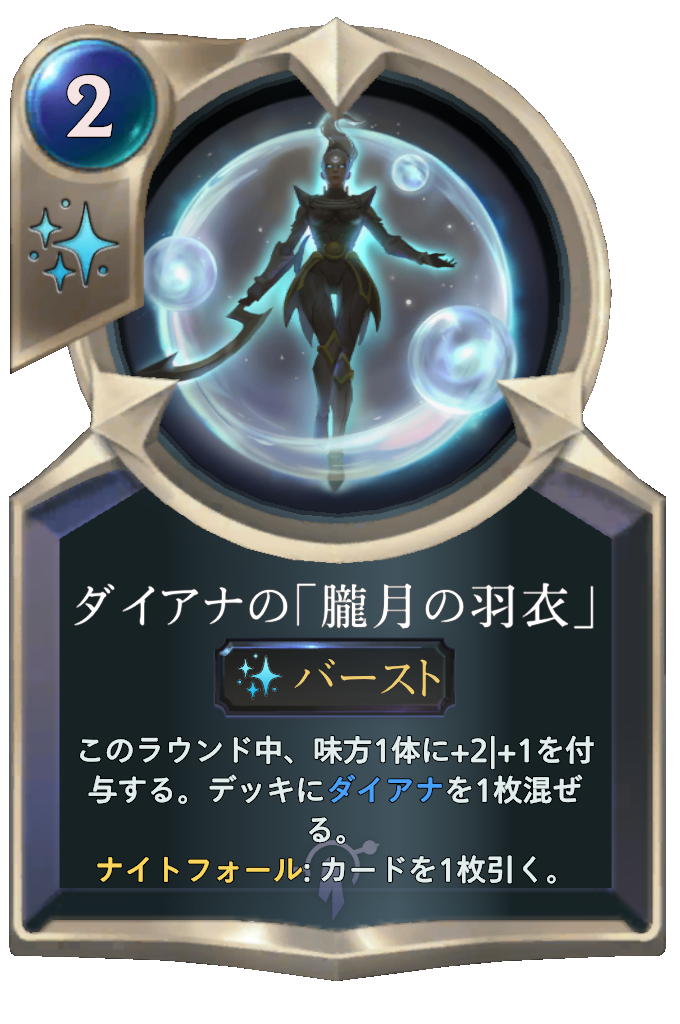 2
ダイアナの「朧月の羽衣」
バースト
このラウンド中、味方1体に+2|+1を付
与する。デッキにダイアナを1枚混ぜ
る。
ナイトフォール: カードを1枚引く。